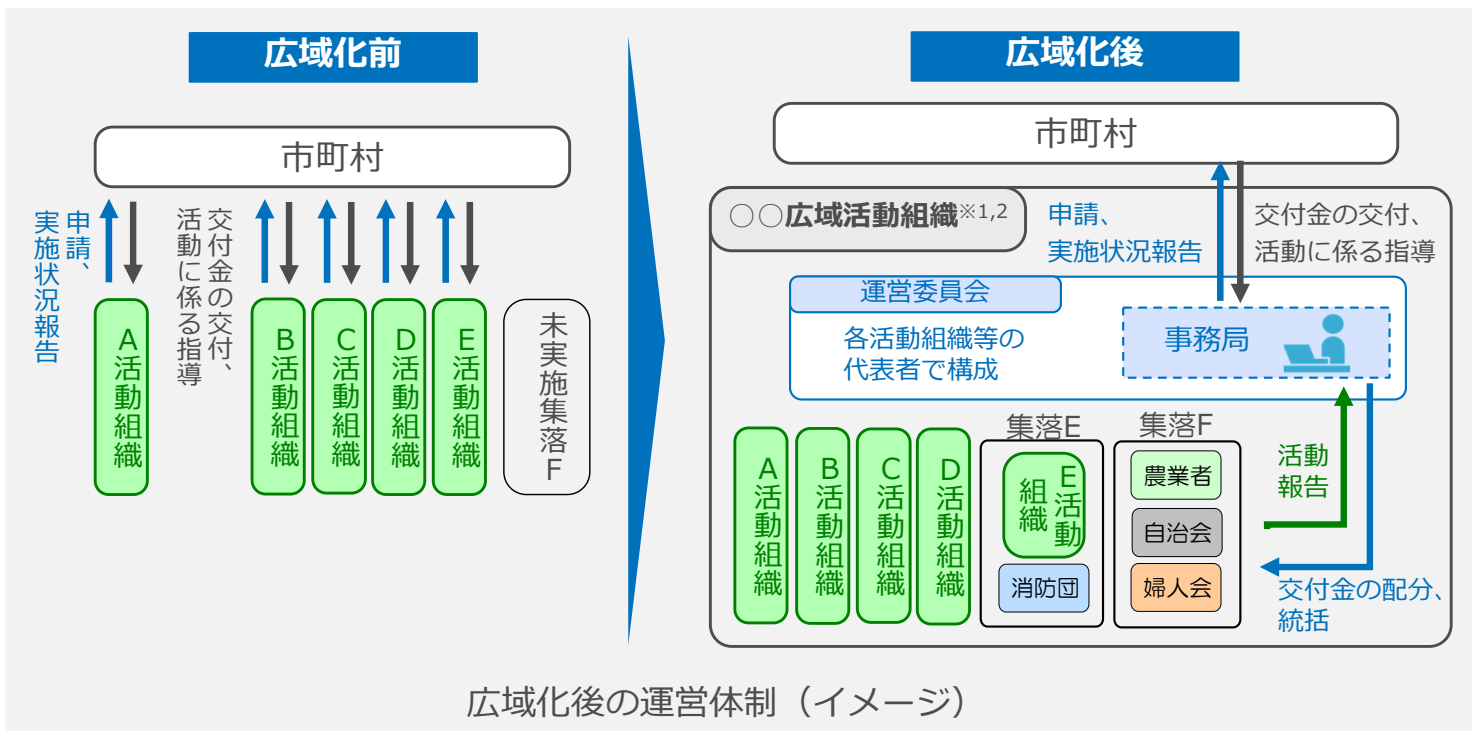 広域化前
市町村
申請、
実施状況報告
交付金の交付、
活動に係る指導
A活動組織
B活動組織
C活動組織
D活動組織
E活動組織
未実施集落F
広域化後
市町村
○○広域活動組織※1,2
申請、
実施状況報告
交付金の交付、
活動に係る指導
運営委員会
各活動組織等の
代表者で構成
事務局
A活動組織
B活動組織
C活動組織
D活動組織
集落E
E活動
組織
消防団
集落F
農業者
自治会
婦人会
活動
報告
交付金の配分、
統括
広域化後の運営体制（イメージ）